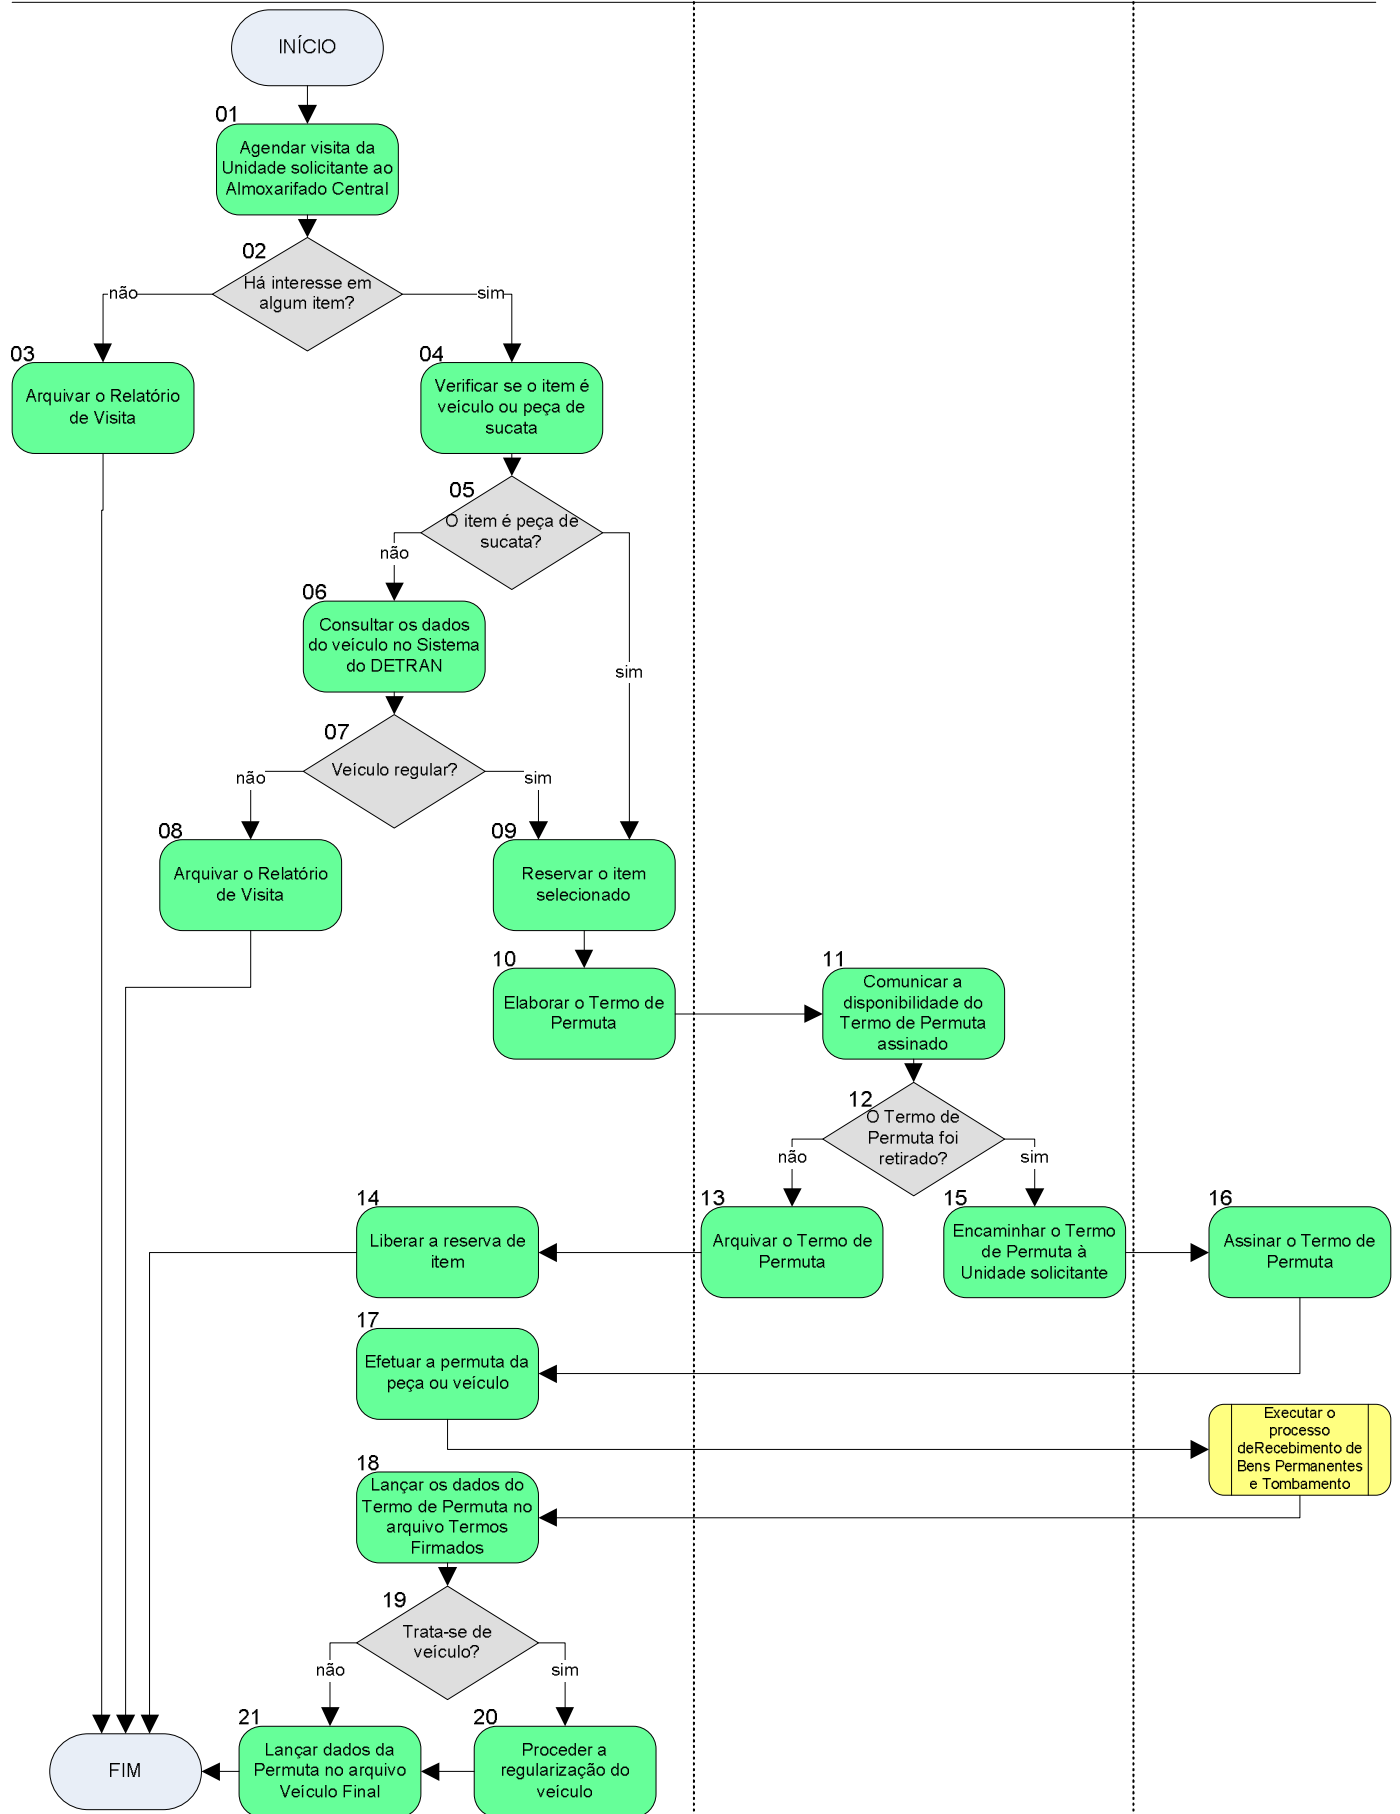 INÍCIO
01
Agendar visita da
Unidade solicitante ao
Almoxarifado Central
02
Há interesse em
algum item?
não
sim
03
Arquivar o Relatório
de Visita
04
Verificar se o item é
veículo ou peça de
sucata
05
O item é peça de
sucata?
não
sim
06
Consultar os dados
do veículo no Sistema
do DETRAN
07
Veículo regular?
não
sim
08
Arquivar o Relatório
de Visita
09
Reservar o item
selecionado
10
Elaborar o Termo de
Permuta
11
Comunicar a
disponibilidade do
Termo de Permuta
assinado
12
O Termo de
Permuta foi
retirado?
não
sim
14
Liberar a reserva de
item
13
Arquivar o Termo de
Permuta
15
Encaminhar o Termo
de Permuta à
Unidade solicitante
16
Assinar o Termo de
Permuta
17
Efetuar a permuta da
peça ou veículo
Executar o
processo
deRecebimento de
Bens Permanentes
e Tombamento
18
Lançar os dados do
Termo de Permuta no
arquivo Termos
Firmados
19
Trata-se de
veículo?
não
sim
FIM
21
Lançar dados da
Permuta no arquivo
Veículo Final
20
Proceder a
regularização do
veículo